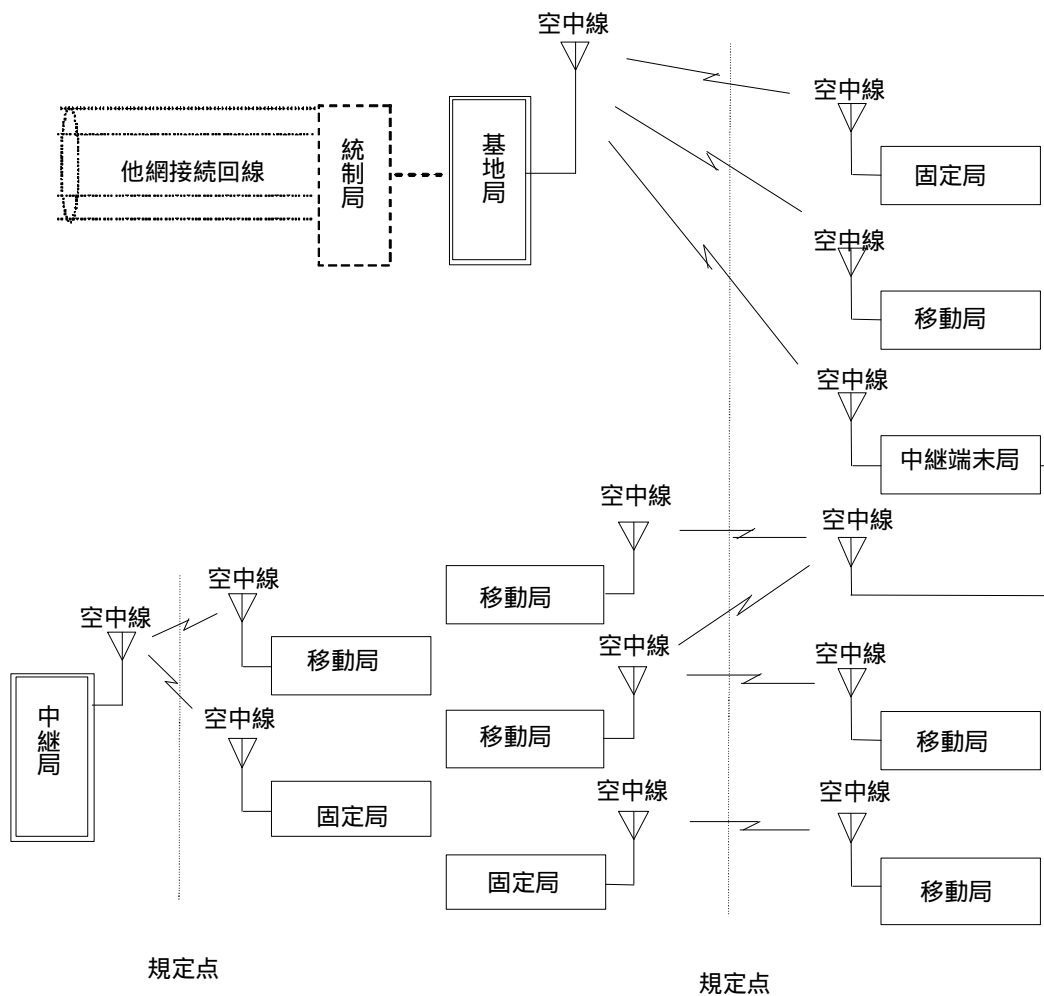 空中線
空中線
他網接続回線
統制局
基地局
固定局
空中線
移動局
空中線
中継端末局
空中線
空中線
空中線
移動局
空中線
空中線
移動局
空中線
空中線
中継局
空中線
移動局
移動局
固定局
空中線
空中線
固定局
移動局
規定点
規定点